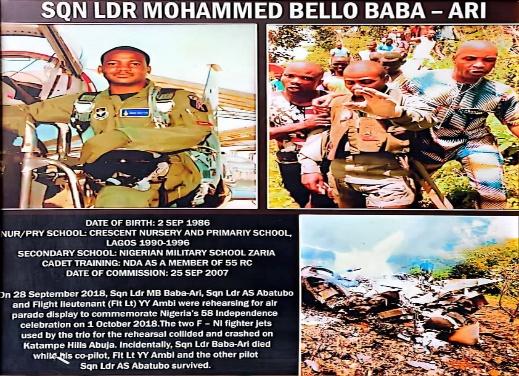 SQN LDR MOHAMMED BELLO BABA – ARI
DATE OF BIRTH: 2 SEP 1986
NUR/PRY SCHOOL: CRESCENT NURSERY AND PRIMARIY SCHOOL,
LAGOS 1990-1996
SECONDARY SCHOOL: NIGERIAN MILITARY SCHOOL ZARIA
CADET TRAINING: NDA AS A MEMBER OF 55 RC
DATE OF COMMISSION: 25 SEP 2007
On 28 September 2018, Sqn Ldr MB Baba-Ari, Sqn Ldr AS Abatubo
and Flight lieutenant (Flt Lt) YY Ambi were rehearsing for air
parade display to commemorate Nigeria's 58 Independence
celebration on 1 October 2018.The two F – NI fighter jets
used by the trio for the rehearsal collided and crashed on
Katampe Hills Abuja. Incidentally, Sqn Ldr Baba-Ari died
while his co-pilot, Flt Lt YY Ambi and the other pilot
Sqn Ldr AS Abatubo survived.